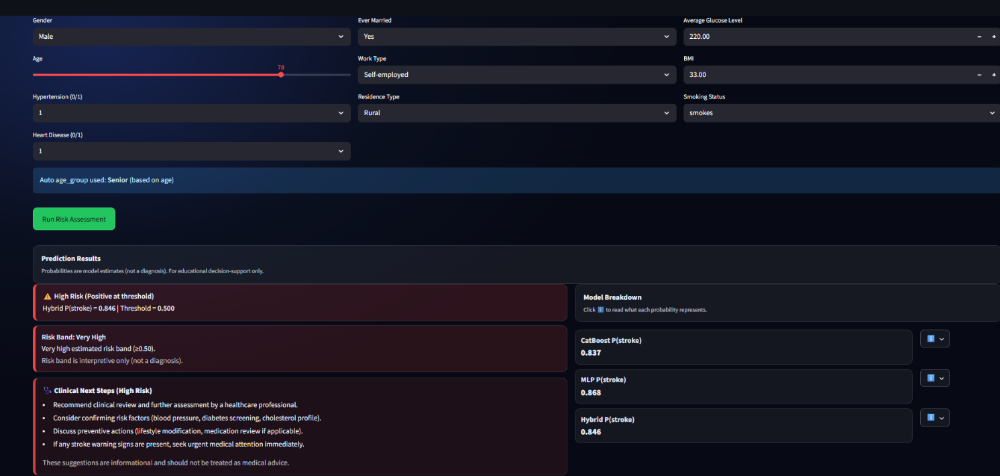 Gender
Male
Ever Married
Yes
Average Glucose Level
220.00
Age
78
Work Type
Self-employed
BMI
33.00
Hypertension (0/1)
1
Residence Type
Rural
Smoking Status
smokes
Heart Disease (0/1)
1
Auto age_group used: Senior (based on age)
Run Risk Assessment
Prediction Results
Probabilities are model estimates (not a diagnosis). For educational decision-support only.
High Risk (Positive at threshold)
Hybrid P(stroke) = 0.846 | Threshold = 0.500
Risk Band: Very High
Very high estimated risk band (≥0.50).
Risk band is interpretive only (not a diagnosis).
Clinical Next Steps (High Risk)
• Recommend clinical review and further assessment by a healthcare professional.
• Consider confirming risk factors (blood pressure, diabetes screening, cholesterol profile).
• Discuss preventive actions (lifestyle modification, medication review if applicable).
• If any stroke warning signs are present, seek urgent medical attention immediately.
These suggestions are informational and should not be treated as medical advice.
Model Breakdown
Click ℹ️ to read what each probability represents.
CatBoost P(stroke)
0.837
ℹ️
MLP P(stroke)
0.868
ℹ️
Hybrid P(stroke)
0.846
ℹ️